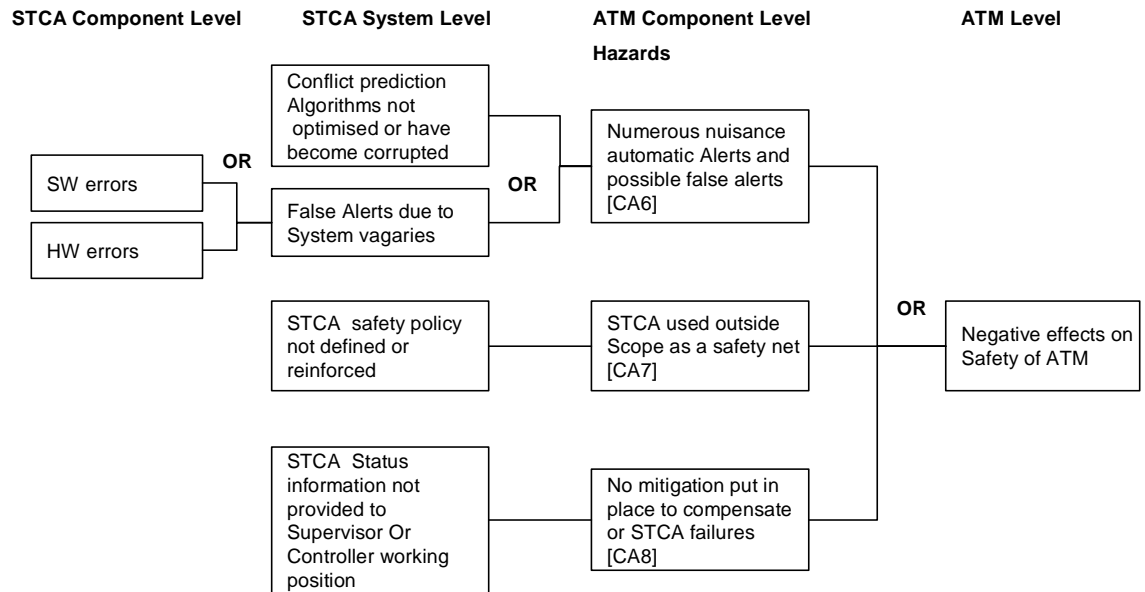 STCA Component Level
STCA System Level
ATM Component Level
Hazards
ATM Level
SW errors
HW errors
OR
Conflict prediction
Algorithms not
optimised or have
become corrupted
False Alerts due to
System vagaries
OR
Numerous nuisance
automatic Alerts and
possible false alerts
[CA6]
STCA safety policy
not defined or
reinforced
STCA used outside
Scope as a safety net
[CA7]
STCA Status
information not
provided to
Supervisor Or
Controller working
position
No mitigation put in
place to compensate
or STCA failures
[CA8]
OR
Negative effects on
Safety of ATM